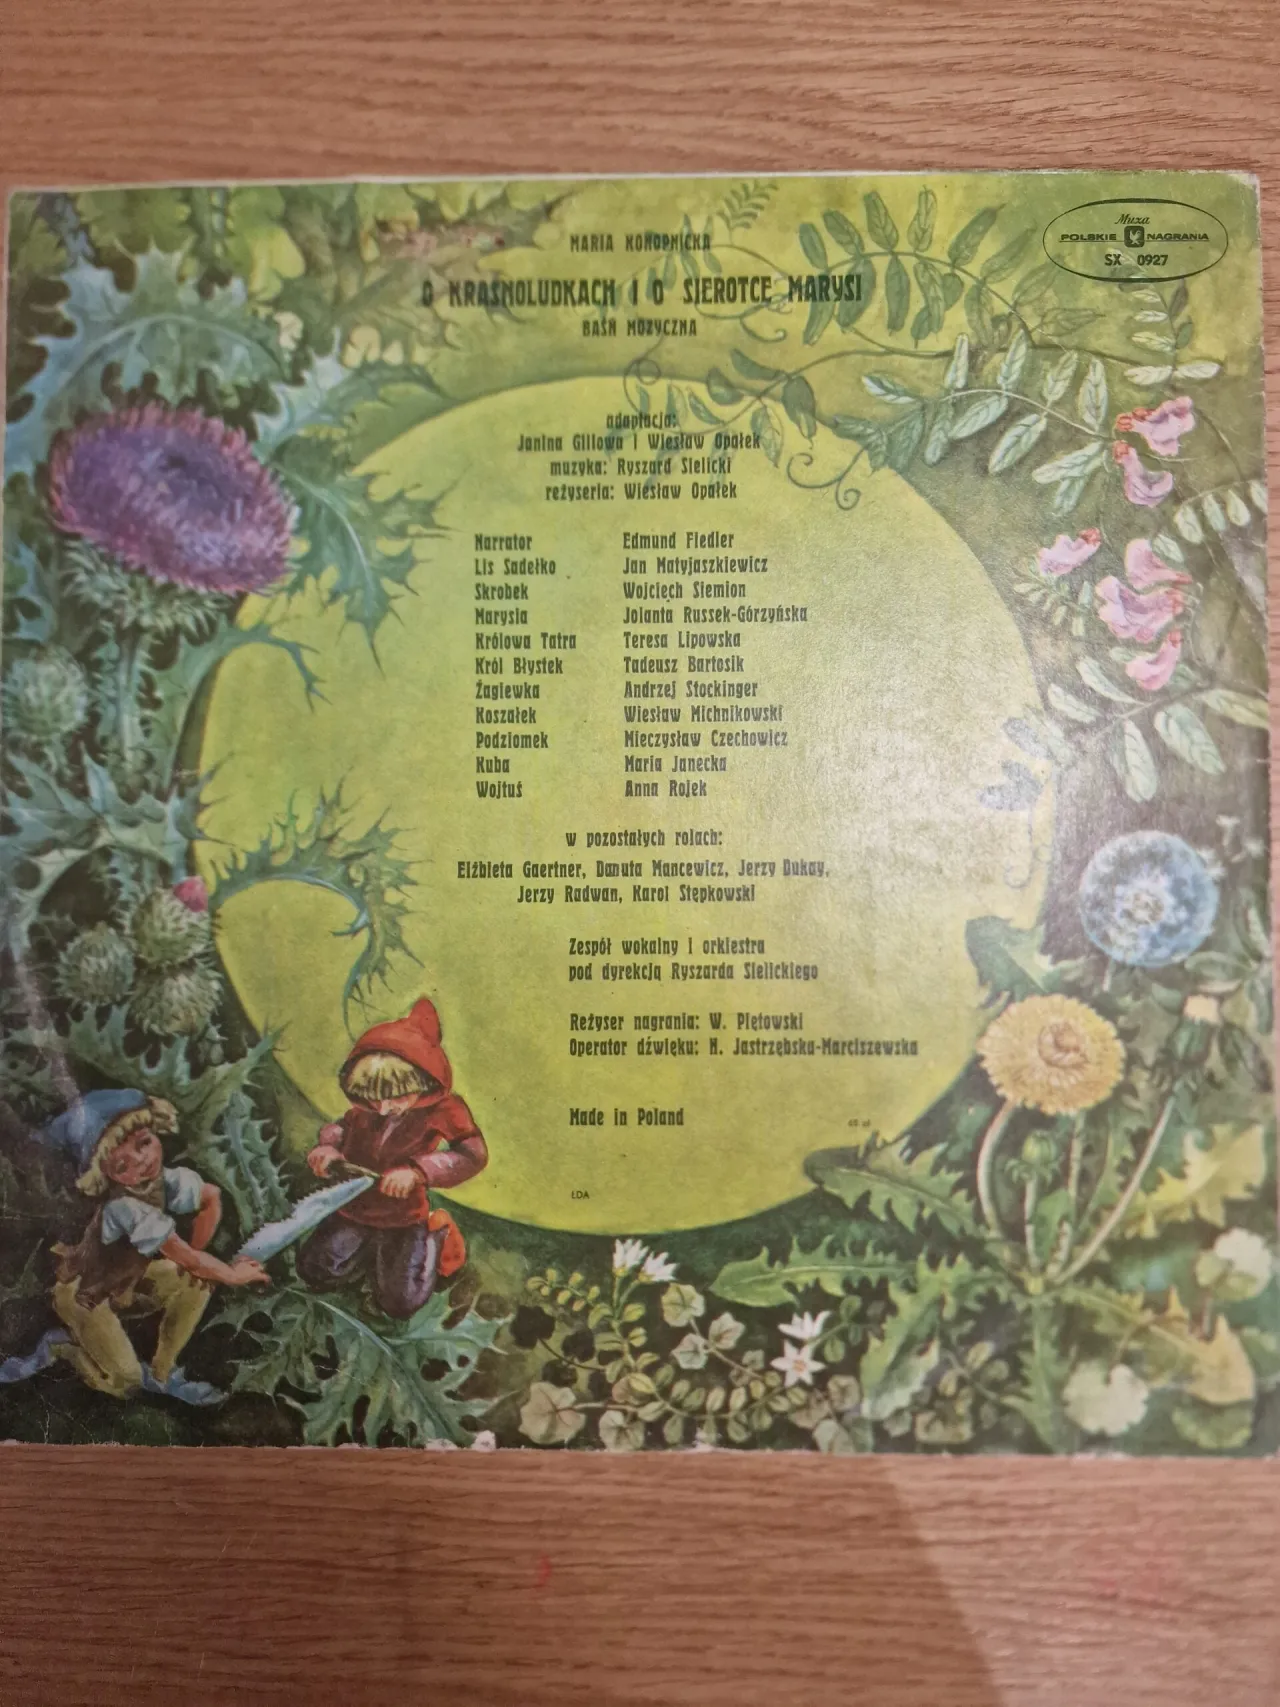 Muza
POLSKIE NAGRANIA
SX 0927
MARIA KONOPNICKA
O KRASNOLUDKACH I O SIEROTCE MARYSI
BAŚŃ MUZYCZNA
adaptacja:
Janina Gillowa i Wiesław Opałek
muzyka: Ryszard Sielicki
reżyseria: Wiesław Opałek
Narrator Edmund Fiedler
Lis Sadełko Jan Matyjaszkiewicz
Skrobek Wojciech Siemion
Marysia Jolanta Russek-Górzyńska
Królowa Tatra Teresa Lipowska
Król Błystek Tadeusz Bartosik
Żagiewka Andrzej Stockinger
Koszałek Wiesław Michnikowski
Podziomek Mieczysław Czechowicz
Kuba Maria Janecka
Wojtuś Anna Rojek
w pozostałych rolach:
Elżbieta Gaertner, Danuta Mancewicz, Jerzy Dukay,
Jerzy Radwan, Karol Stępkowski
Zespół wokalny i orkiestra
pod dyrekcją Ryszarda Sielickiego
Reżyser nagrania: W. Piętowski
Operator dźwięku: H. Jastrzębska-Marciszewska
Made in Poland
65 zł
ŁDA